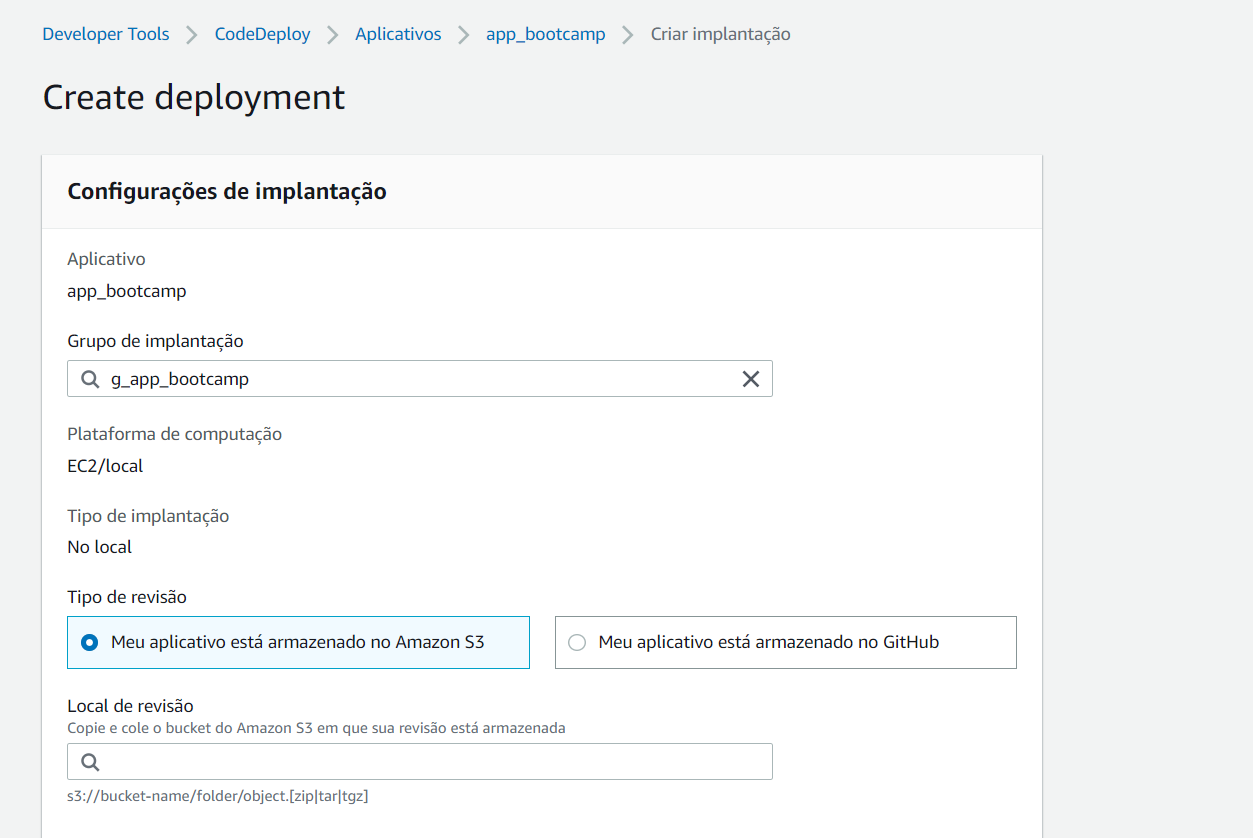 Developer Tools > CodeDeploy > Aplicativos > app_bootcamp > Criar implantação
Create deployment
Configurações de implantação
Aplicativo
app_bootcamp
Grupo de implantação
g_app_bootcamp
Plataforma de computação
EC2/local
Tipo de implantação
No local
Tipo de revisão
Meu aplicativo está armazenado no Amazon S3
Meu aplicativo está armazenado no GitHub
Local de revisão
Copie e cole o bucket do Amazon S3 em que sua revisão está armazenada
s3://bucket-name/folder/object.[zip|tar|tgz]